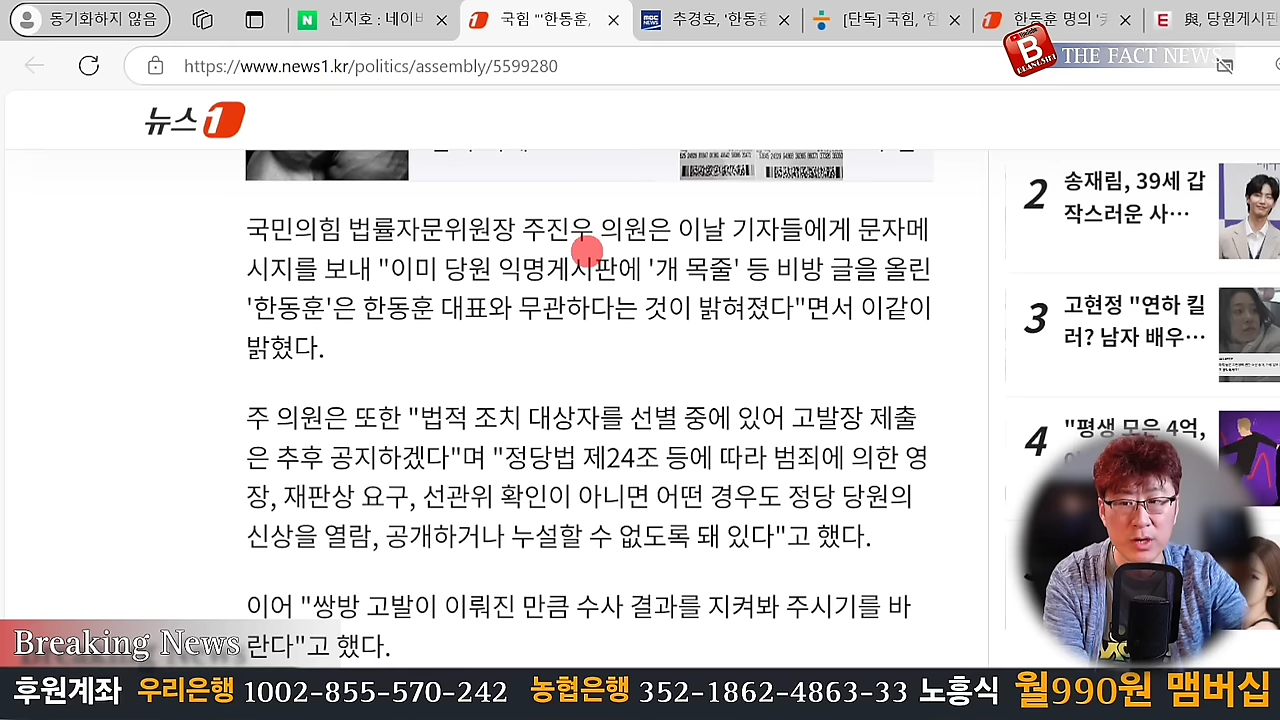 동기화하지 않음
신지호 : 네이ㅂ
국힘 "'한동훈,
추경호, '한동훈
[단독] 국힘, '한
한동훈 명의
與, 당원게시판
https://www.news1.kr/politics/assembly/5599280
THE FACT NEWS
뉴스1
국민의힘 법률자문위원장 주진우 의원은 이날 기자들에게 문자메
시지를 보내 "이미 당원 익명게시판에 '개 목줄' 등 비방 글을 올린
'한동훈'은 한동훈 대표와 무관하다는 것이 밝혀졌다"면서 이같이
밝혔다.
주 의원은 또한 "법적 조치 대상자를 선별 중에 있어 고발장 제출
은 추후 공지하겠다"며 "정당법 제24조 등에 따라 범죄에 의한 영
장, 재판상 요구, 선관위 확인이 아니면 어떤 경우도 정당 당원의
신상을 열람, 공개하거나 누설할 수 없도록 돼 있다"고 했다.
이어 "쌍방 고발이 이뤄진 만큼 수사 결과를 지켜봐 주시기를 바
란다"고 했다.
2 송재림, 39세 갑
작스러운 사…
3 고현정 "연하 킬
러? 남자 배우…
4 "평생 모은 4억,
Breaking News
후원계좌 우리은행 1002-855-570-242 농협은행 352-1862-4863-33 노흥식 월990원 멤버십